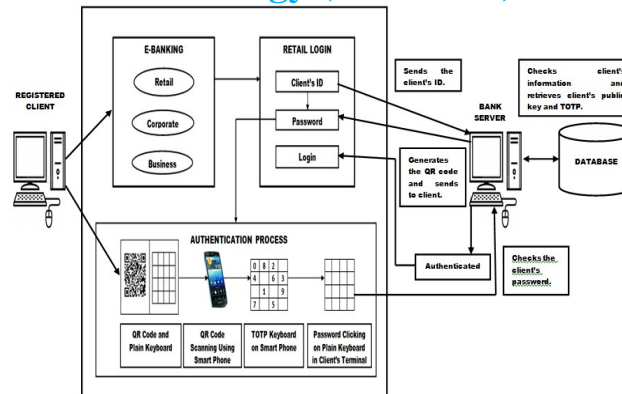 E-BANKING
Retail
Corporate
Business
RETAIL LOGIN
Client's ID
Password
Login
REGISTERED
CLIENT
Sends the
client's ID.
Checks client's
information and
retrieves client's public
key and TOTP.
BANK
SERVER
DATABASE
Generates
the QR code
and sends
to client.
Authenticated
Checks the
client's
password.
AUTHENTICATION PROCESS
0 8 2
4 6 3
1 9
7 5
QR Code and
Plain Keyboard
QR Code
Scanning Using
Smart Phone
TOTP Keyboard
on Smart Phone
Password Clicking
on Plain Keyboard
in Client's Terminal